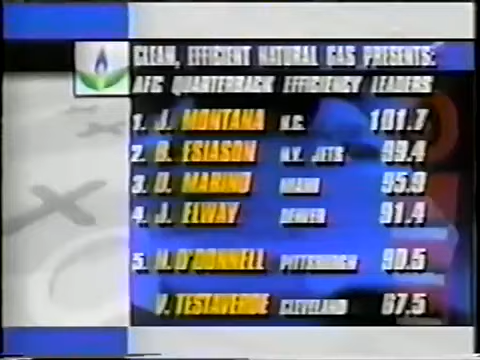 CLEAN, EFFICIENT NATURAL GAS PRESENTS:
AFC QUARTERBACK EFFICIENCY LEADERS
1. J. MONTANA K.C. 101.7
2. B. ESIASON N.Y. JETS 99.4
3. D. MARINO MIAMI 95.9
4. J. ELWAY DENVER 91.4
5. N. O'DONNELL PITTSBURGH 90.5
V. TESTAVERDE CLEVELAND 67.5